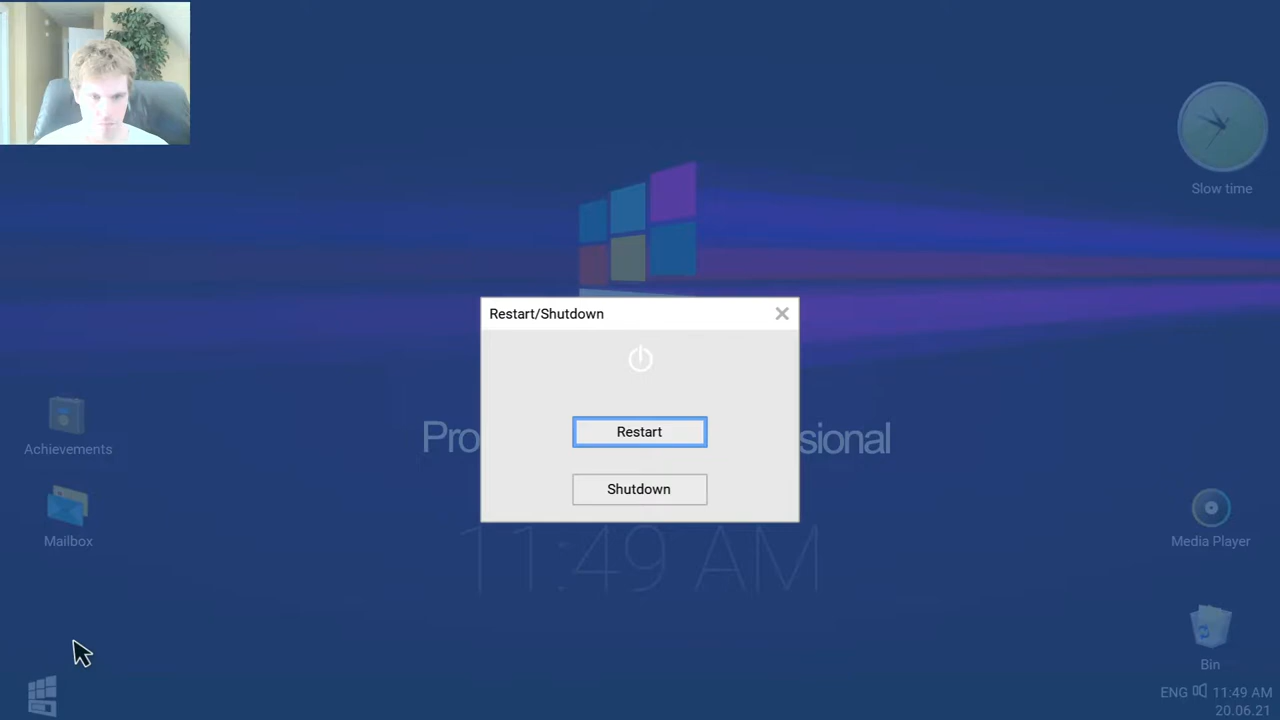 Slow time
Restart/Shutdown
Restart
Shutdown
Achievements
Mailbox
Pro
sional
11:49 AM
Media Player
Bin
ENG 11:49 AM
20.06.21